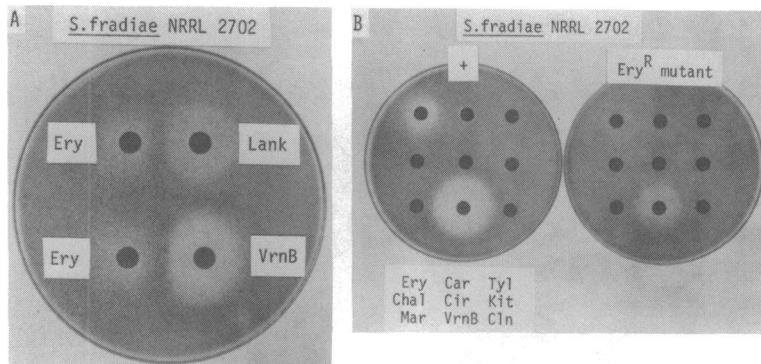 A
S.fradiae NRRL 2702
Ery
Lank
Ery
VrnB
B
S.fradiae NRRL 2702
+
Ery^R mutant
Ery Car Tyl
Chal Cir Kit
Mar VrnB Cln